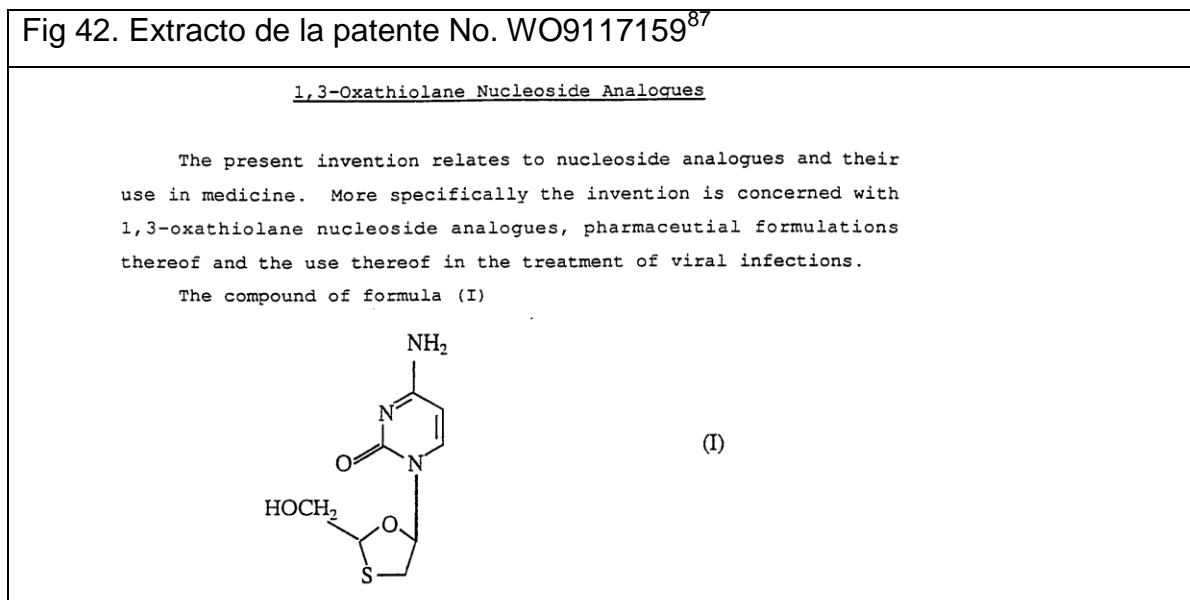 Fig 42. Extracto de la patente No. WO9117159⁸⁷
1,3-Oxathiolane Nucleoside Analogues
The present invention relates to nucleoside analogues and their
use in medicine. More specifically the invention is concerned with
1,3-oxathiolane nucleoside analogues, pharmaceutial formulations
thereof and the use thereof in the treatment of viral infections.
The compound of formula (I)
NH₂
N
O N
(I)
HOCH₂
O
S